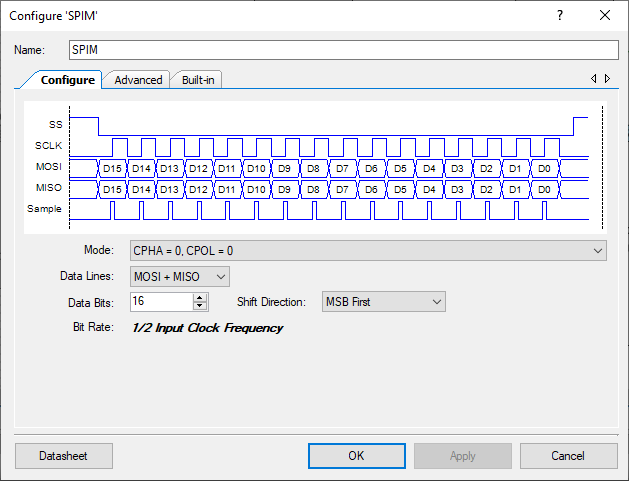 Configure 'SPIM'
Name: SPIM
Configure Advanced Built-in
SS
SCLK
MOSI D15 D14 D13 D12 D11 D10 D9 D8 D7 D6 D5 D4 D3 D2 D1 D0
MISO D15 D14 D13 D12 D11 D10 D9 D8 D7 D6 D5 D4 D3 D2 D1 D0
Sample
Mode: CPHA = 0, CPOL = 0
Data Lines: MOSI + MISO
Data Bits: 16 Shift Direction: MSB First
Bit Rate: 1/2 Input Clock Frequency
Datasheet OK Apply Cancel